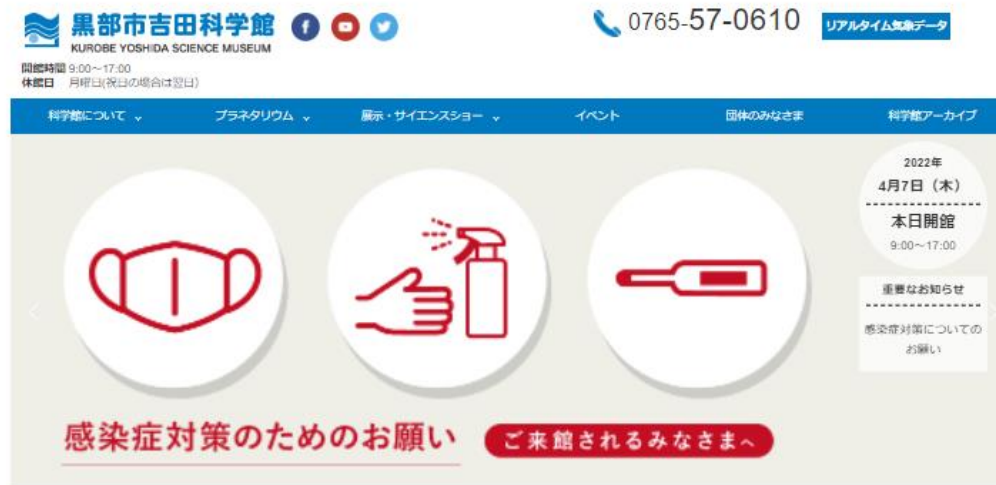 黒部市吉田科学館
KUROBE YOSHIDA SCIENCE MUSEUM
0765-57-0610
リアルタイム気象データ
開館時間 9:00～17:00
休館日 月曜日(祝日の場合は翌日)
科学館について
プラネタリウム
展示・サイエンスショー
イベント
団体のみなさま
科学館アーカイブ
2022年
4月7日（木）
本日開館
9:00～17:00
重要なお知らせ
感染症対策についての
お願い
感染症対策のためのお願い
ご来館されるみなさまへ